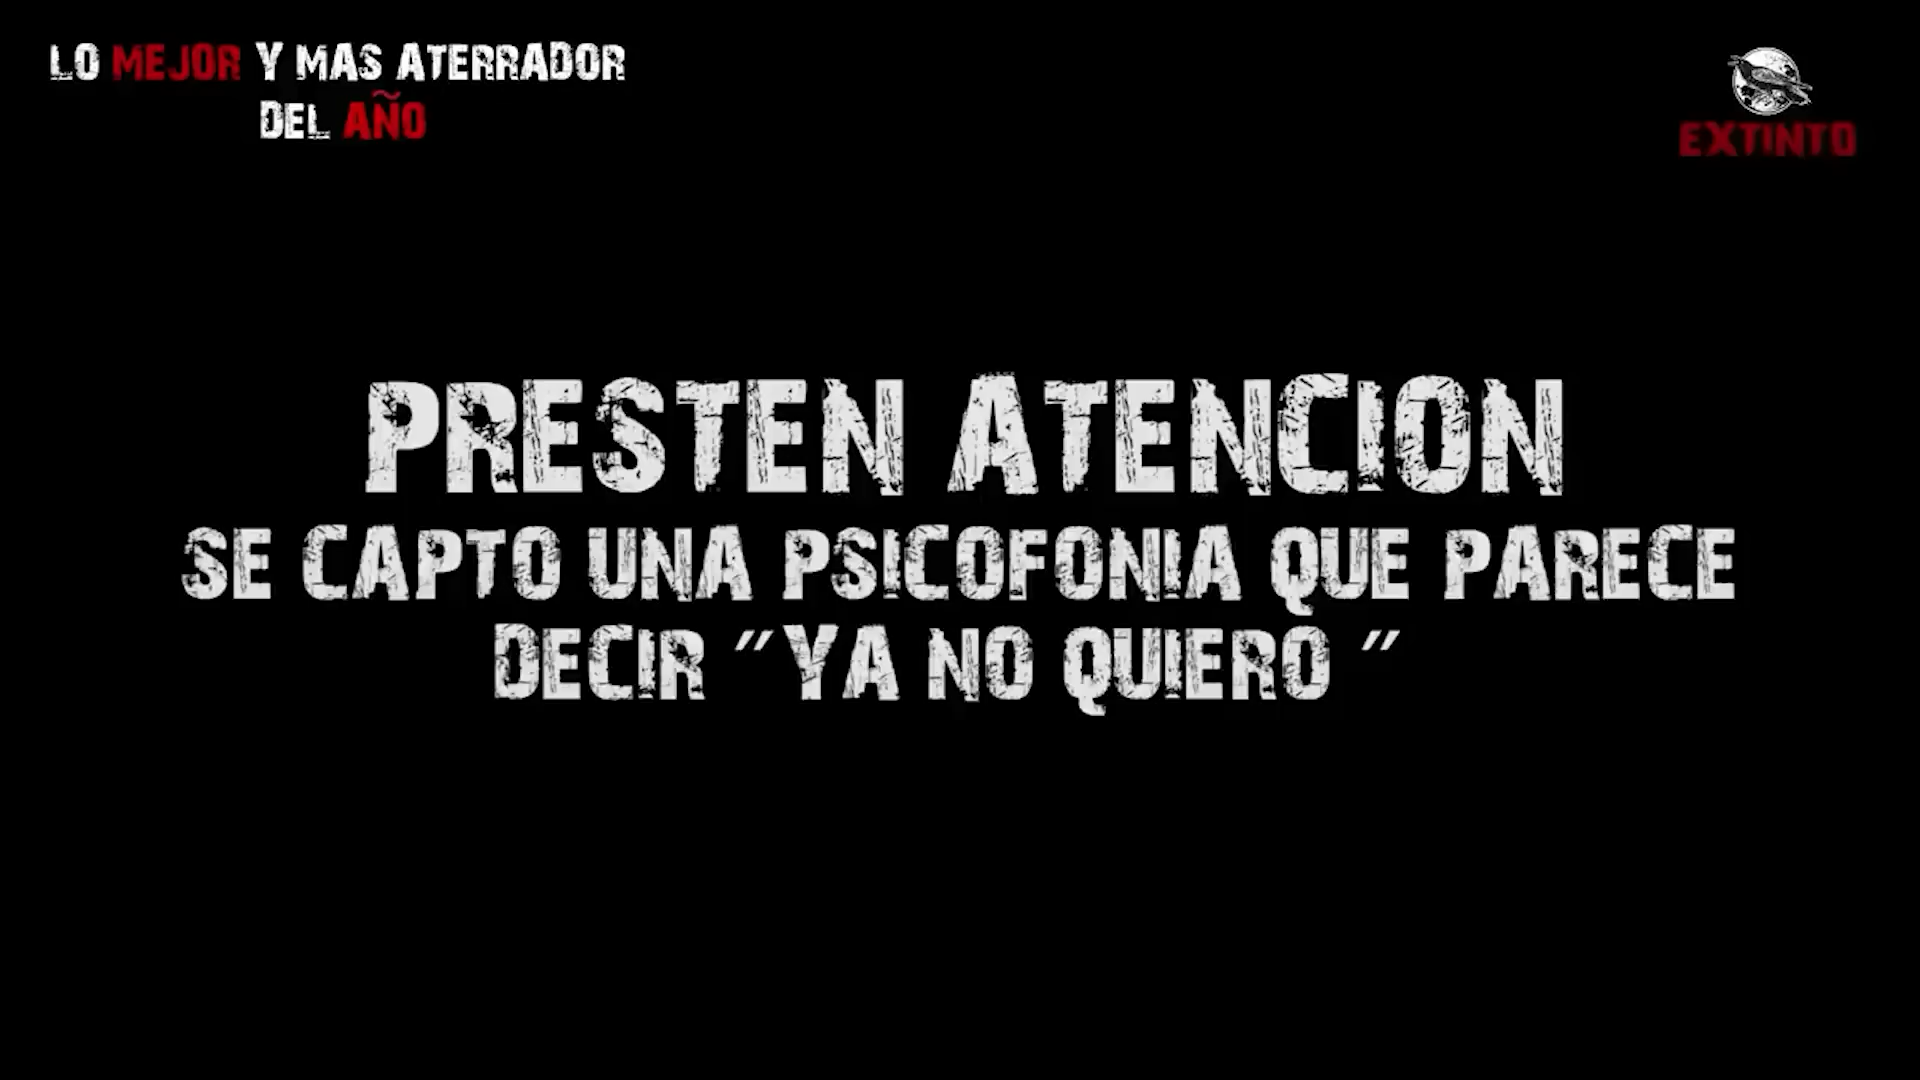 LO MEJOR Y MAS ATERRADOR
DEL AÑO
EXTINTO
PRESTEN ATENCION
SE CAPTO UNA PSICOFONIA QUE PARECE
DECIR "YA NO QUIERO "